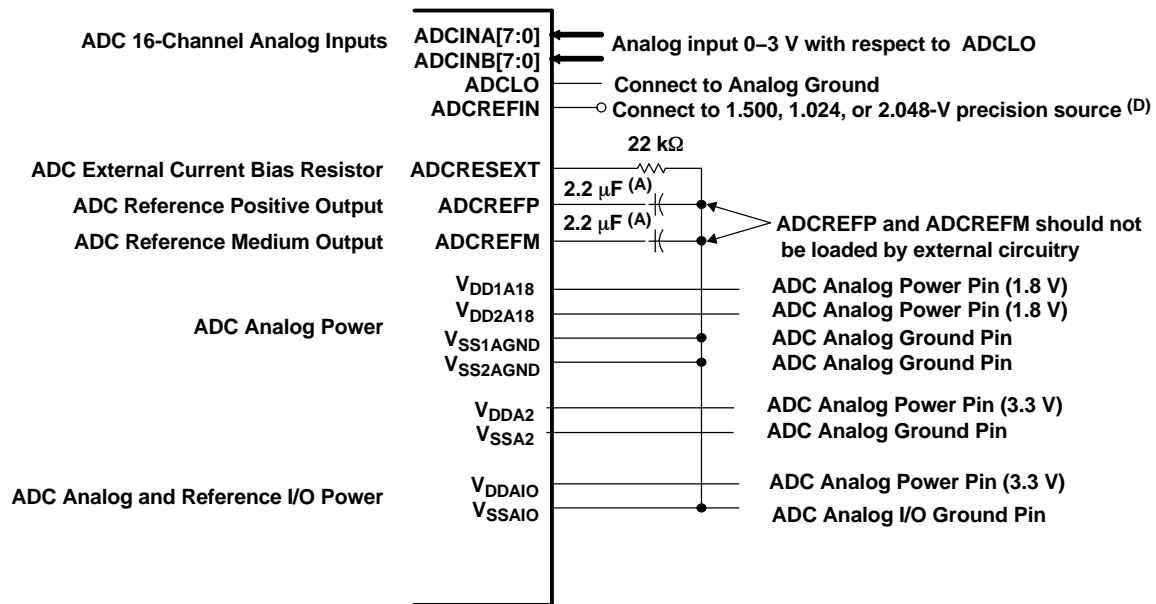 ADC 16-Channel Analog Inputs
ADCINA[7:0]
ADCINB[7:0]
Analog input 0–3 V with respect to ADCLO
ADCLO
Connect to Analog Ground
ADCREFIN
Connect to 1.500, 1.024, or 2.048-V precision source (D)
22 kΩ
ADC External Current Bias Resistor
ADCRESEXT
2.2 μF (A)
ADC Reference Positive Output
ADCREFP
2.2 μF (A)
ADC Reference Medium Output
ADCREFM
ADCREFP and ADCREFM should not
be loaded by external circuitry
VDD1A18
ADC Analog Power Pin (1.8 V)
VDD2A18
ADC Analog Power Pin (1.8 V)
ADC Analog Power
VSS1AGND
ADC Analog Ground Pin
VSS2AGND
ADC Analog Ground Pin
VDDA2
ADC Analog Power Pin (3.3 V)
VSSA2
ADC Analog Ground Pin
ADC Analog and Reference I/O Power
VDDAIO
ADC Analog Power Pin (3.3 V)
VSSAIO
ADC Analog I/O Ground Pin